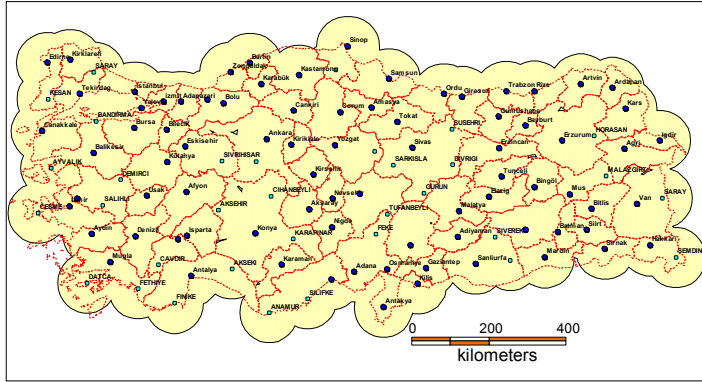 Sinop
Edirne
Kirklareli
SARAY
Bartin
Zonguldak
Kastamonu
Karabük
Samsun
Ordu
Giresun
Trabzon
Rize
Artvin
Ardahan
KESAN
Tekirdag
Istanbul
Yalova
izmit
Adapazari
Bolu
Cankiri
Corum
Amasya
Tokat
Gumushane
Bayburt
Kars
Cenakkale
BANDIRMA
Bursa
Bilecik
Eskisehir
Ankara
Kirikkale
Yozgat
Sivas
SUSEHRI
Erzincan
Erzurum
HORASAN
Igdir
Agri
Balikesir
Kutahya
SIVRIHISAR
SARKISLA
DIVRIGI
AYVALIK
DEMIRCI
Usak
Afyon
CIHANBEYLI
Kirsehir
Nevsehir
GURUN
Tunceli
Bingöl
Mus
MALAZGIRT
CESME
Izmir
SALIHLI
AKSEHIR
Aksaray
TUFANBEYLI
Malatya
Elazig
Bitlis
Van
SARAY
Aydin
Denizli
Isparta
Konya
KARAPINAR
Nigde
FEKE
Adiyaman
SIVEREK
Batman
Siirt
Sirnak
Hakkari
SEMDIN
Mugla
CAVDIR
Antalya
AKSEKI
Karaman
Adana
Osmaniye
Gaziantep
Sanliurfa
Mardin
DATCA
FETHIYE
FINIKE
ANAMUR
SILIFKE
Kilis
Antakya
0 200 400
kilometers